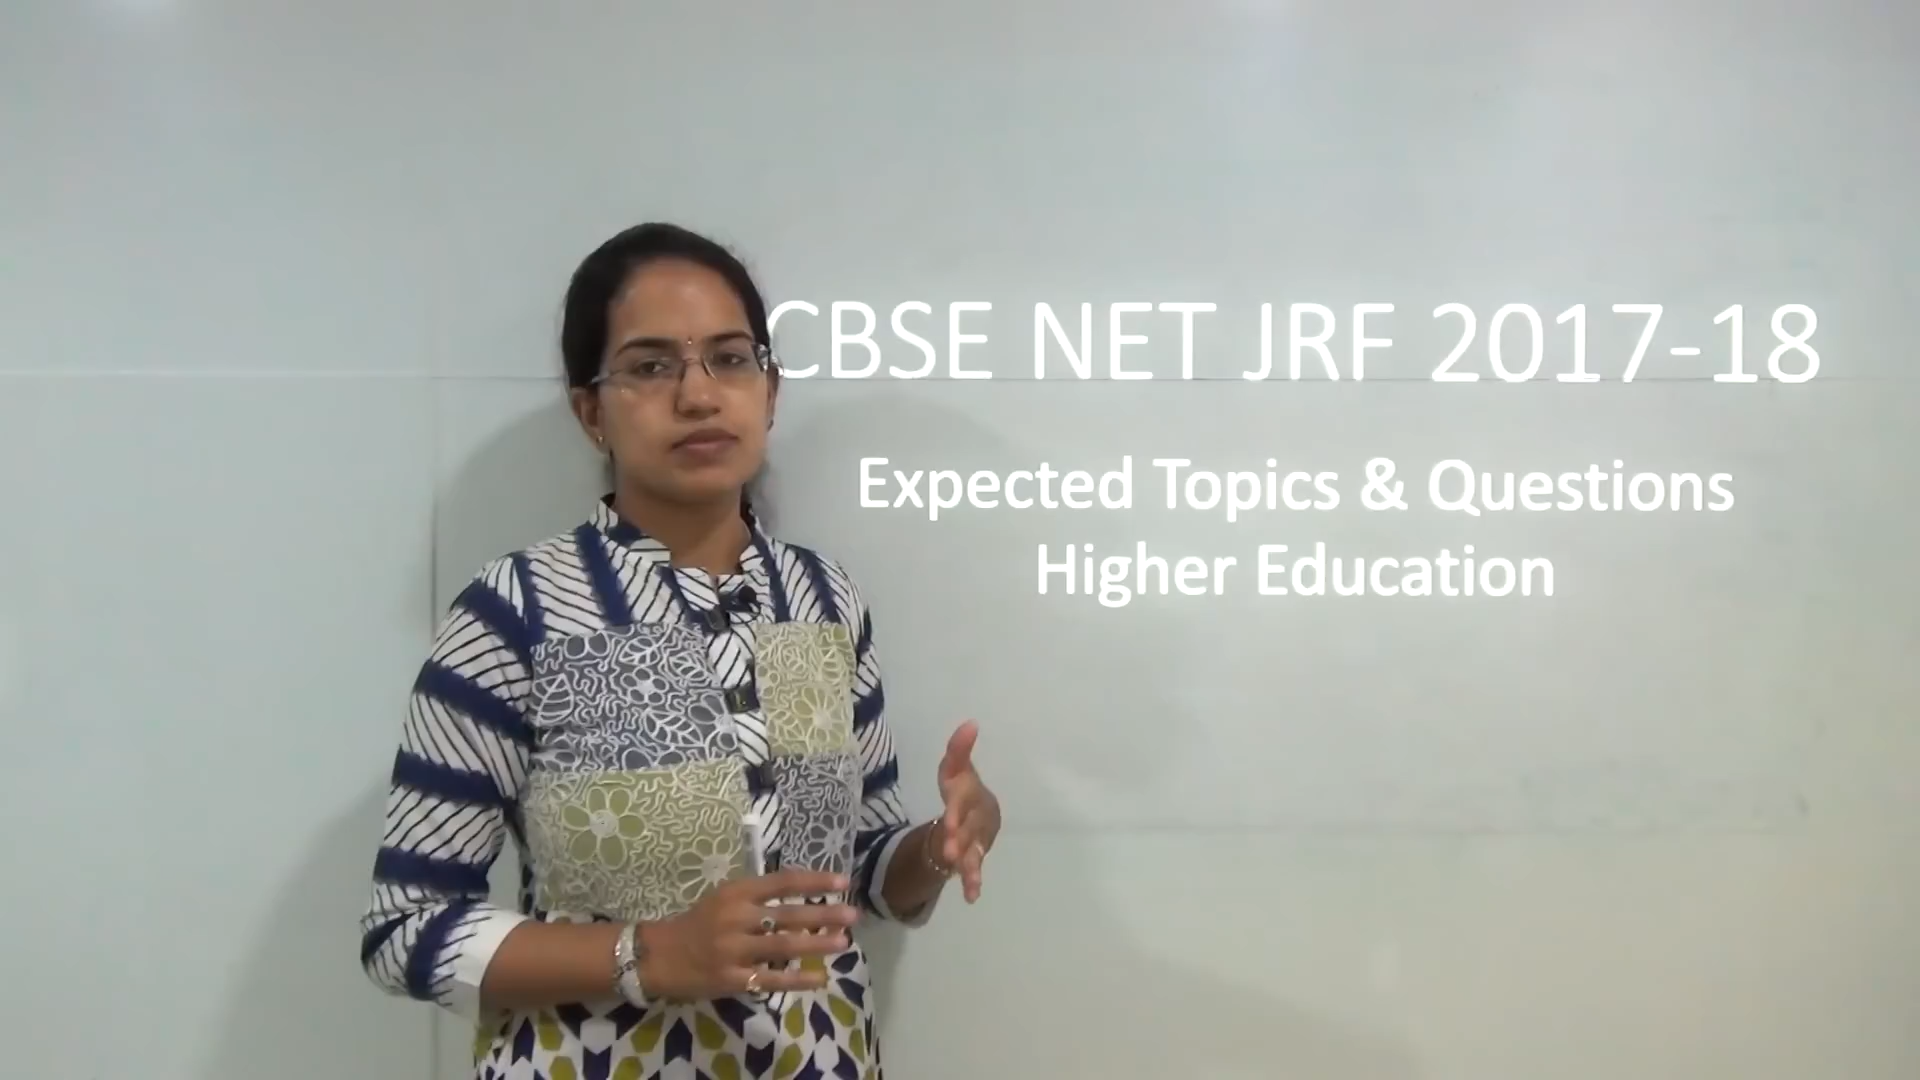 CBSE NET JRF 2017-18
Expected Topics & Questions
Higher Education